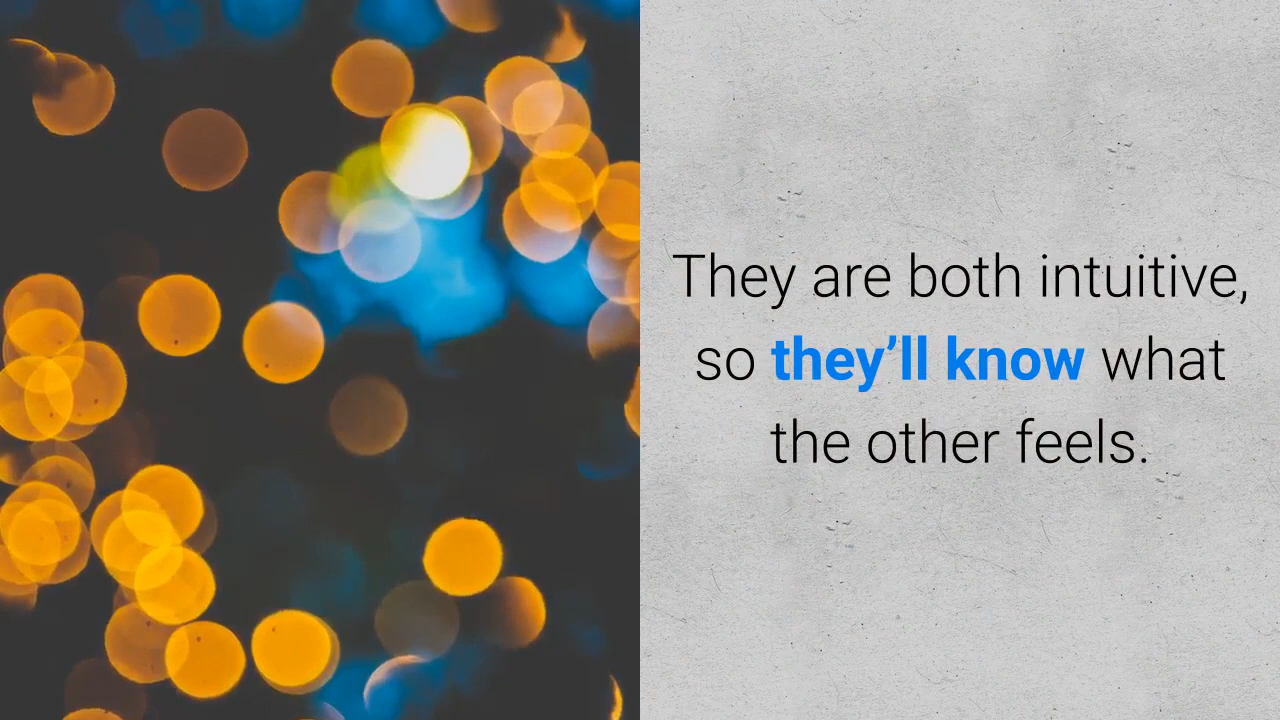 They are both intuitive,
so they’ll know what
the other feels.